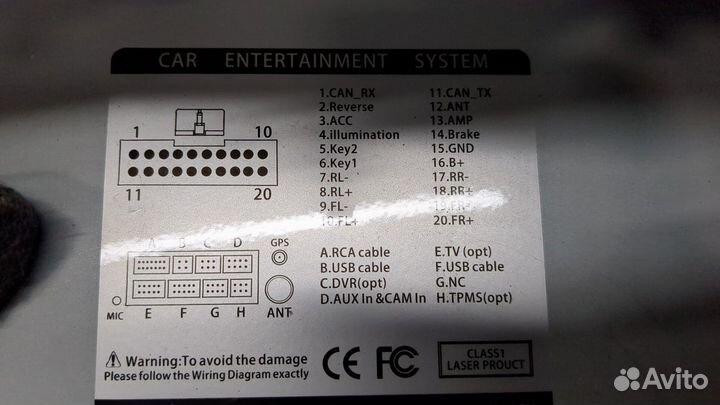 CAR ENTERTAINMENT SYSTEM
1.CAN_RX 11.CAN_TX
2.Reverse 12.ANT
3.ACC 13.AMP
4.illumination 14.Brake
5.Key2 15.GND
6.Key1 16.B+
7.RL- 17.RR-
8.RL+ 18.RR+
9.FL- 19.FR-
10.FL+ 20.FR+
1 10
11 20
A B C D GPS
MIC E F G H ANT
A.RCA cable E.TV (opt)
B.USB cable F.USB cable
C.DVR(opt) G.NC
D.AUX In &CAM In H.TPMS(opt)
Warning:To avoid the damage
Please follow the Wiring Diagram exactly
CE FC
CLASS1
LASER PROUCT
Avito